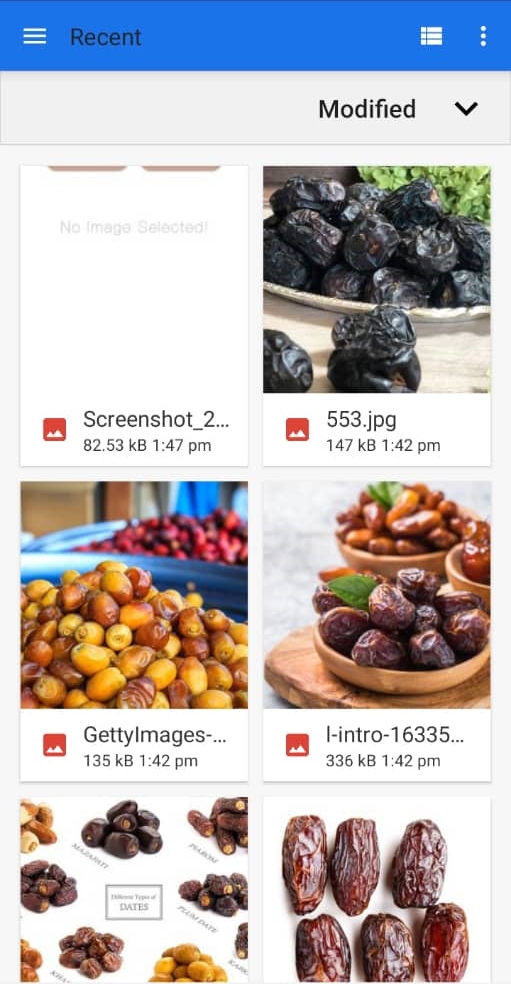 Recent
Modified
No Image Selected!
Screenshot_2...
82.53 kB 1:47 pm
553.jpg
147 kB 1:42 pm
GettyImages-...
135 kB 1:42 pm
l-intro-16335...
336 kB 1:42 pm
MAZAFATI
PIAROM
Different Types of
DATES
PLUM DATE